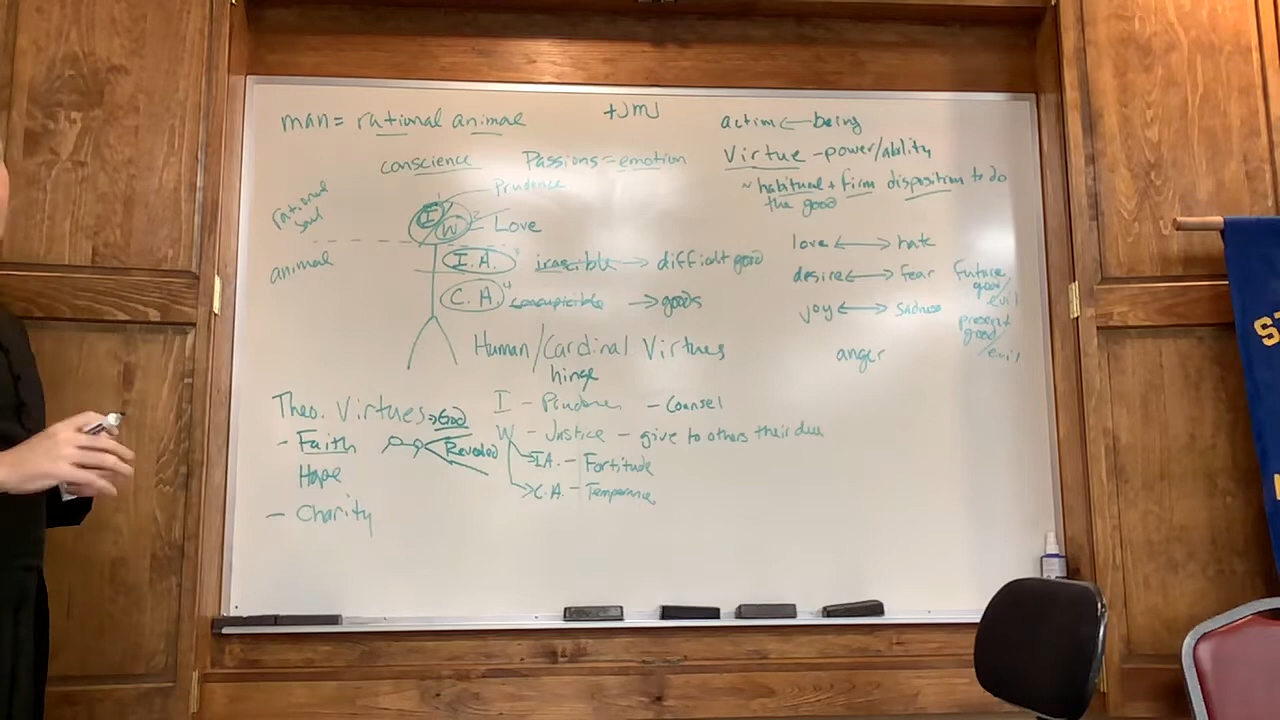 man = rational animal
+JMJ
conscience
Passions = emotion
Prudence
rational soul
I
W
Love
animal
I.A. irascible → difficult good
C.A. 4 concupicible → goods
Human/Cardinal Virtues
hinge
Theo. Virtues → God
- Faith
Revealed
Hope
- Charity
I - Prudence - Counsel
W - Justice - give to others their due
I.A. - Fortitude
C.A. - Temperance
action ← being
Virtue - power/ability
~ habitual + firm disposition to do
the good
love ↔ hate
desire ↔ fear
future
good/
evil
joy ↔ sadness
present
good
/evil
anger